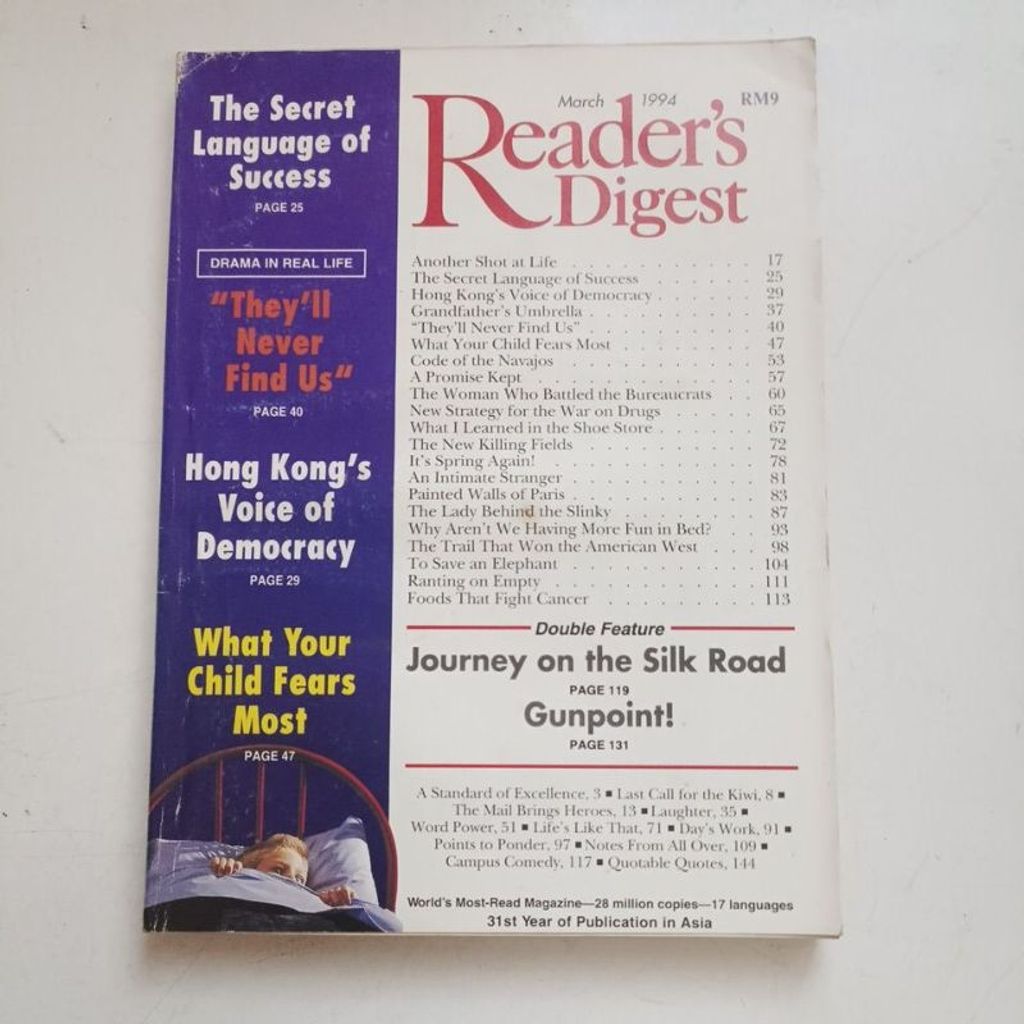 The Secret
Language of
Success
PAGE 25
DRAMA IN REAL LIFE
"They'll
Never
Find Us"
PAGE 40
Hong Kong's
Voice of
Democracy
PAGE 29
What Your
Child Fears
Most
PAGE 47
March 1994 RM9
Reader's
Digest
Another Shot at Life . . . . . . . . . . . 17
The Secret Language of Success . . . . . . 25
Hong Kong's Voice of Democracy . . . . . . 29
Grandfather's Umbrella . . . . . . . . . . 37
"They'll Never Find Us" . . . . . . . . . . 40
What Your Child Fears Most . . . . . . . . 47
Code of the Navajos . . . . . . . . . . . 53
A Promise Kept . . . . . . . . . . . . . 57
The Woman Who Battled the Bureaucrats . . 60
New Strategy for the War on Drugs . . . . . 65
What I Learned in the Shoe Store . . . . . . 67
The New Killing Fields . . . . . . . . . . 72
It's Spring Again! . . . . . . . . . . . . 78
An Intimate Stranger . . . . . . . . . . . 81
Painted Walls of Paris . . . . . . . . . . . 83
The Lady Behind the Slinky . . . . . . . . 87
Why Aren't We Having More Fun in Bed? . . 93
The Trail That Won the American West . . . 98
To Save an Elephant . . . . . . . . . . . 104
Ranting on Empty . . . . . . . . . . . . 111
Foods That Fight Cancer . . . . . . . . . 113
Double Feature
Journey on the Silk Road
PAGE 119
Gunpoint!
PAGE 131
A Standard of Excellence, 3 ■ Last Call for the Kiwi, 8 ■
The Mail Brings Heroes, 13 ■ Laughter, 35 ■
Word Power, 51 ■ Life's Like That, 71 ■ Day's Work, 91 ■
Points to Ponder, 97 ■ Notes From All Over, 109 ■
Campus Comedy, 117 ■ Quotable Quotes, 144
World's Most-Read Magazine—28 million copies—17 languages
31st Year of Publication in Asia